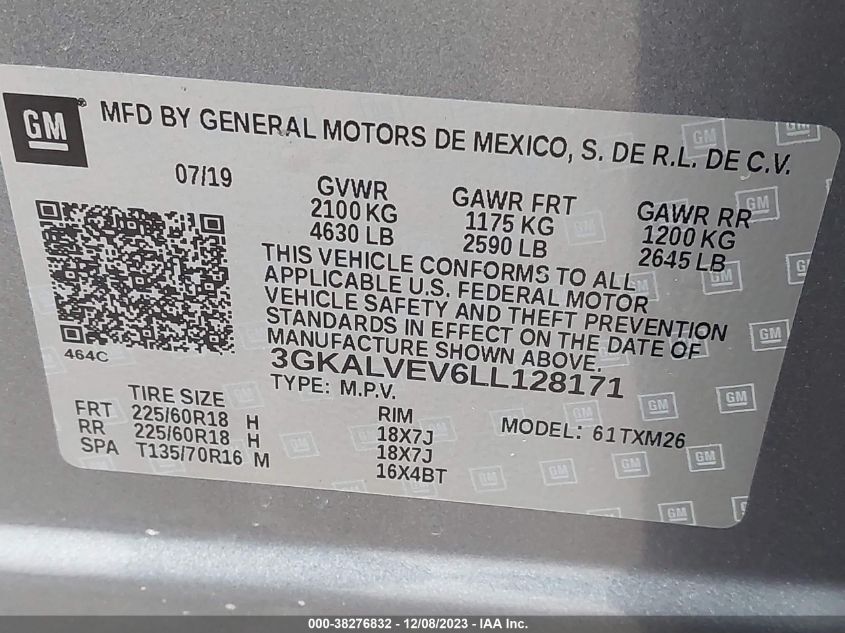 GM ® MFD BY GENERAL MOTORS DE MEXICO, S. DE R.L. DE C.V.
07/19
GVWR
2100 KG
4630 LB
GAWR FRT
1175 KG
2590 LB
GAWR RR
1200 KG
2645 LB
THIS VEHICLE CONFORMS TO ALL
APPLICABLE U.S. FEDERAL MOTOR
VEHICLE SAFETY AND THEFT PREVENTION
STANDARDS IN EFFECT ON THE DATE OF
MANUFACTURE SHOWN ABOVE.
464C
3GKALVEV6LL128171
TYPE: M.P.V.
TIRE SIZE
FRT 225/60R18 H
RR 225/60R18 H
SPA T135/70R16 M
RIM
18X7J
18X7J
16X4BT
MODEL: 61TXM26
000-38276832 - 12/08/2023 - IAA Inc.